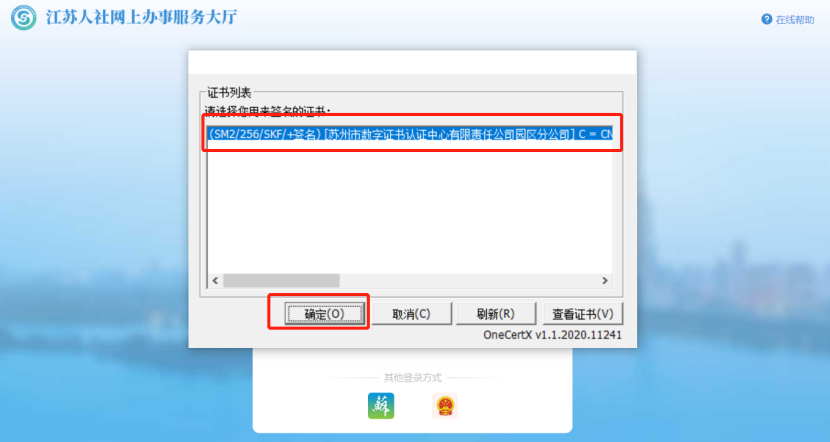 江苏人社网上办事服务大厅
在线帮助
证书列表
请选择您用来签名的证书:
(SM2/256/SKF/+签名) [苏州市数字证书认证中心有限责任公司园区分公司] C = CN
确定(O)
取消(C)
刷新(R)
查看证书(V)
OneCertX v1.1.2020.11241
其他登录方式